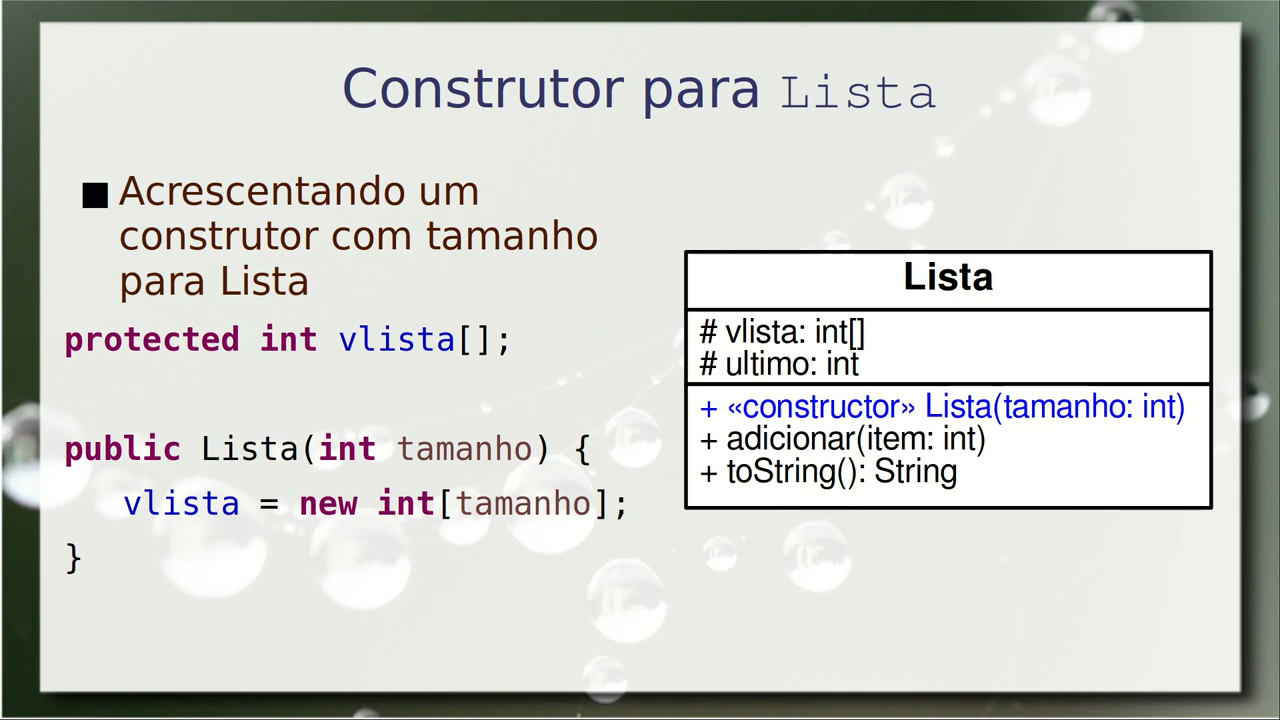 Construtor para Lista
■ Acrescentando um
construtor com tamanho
para Lista
protected int vlista[];
public Lista(int tamanho) {
vlista = new int[tamanho];
}
Lista
# vlista: int[]
# ultimo: int
+ «constructor» Lista(tamanho: int)
+ adicionar(item: int)
+ toString(): String